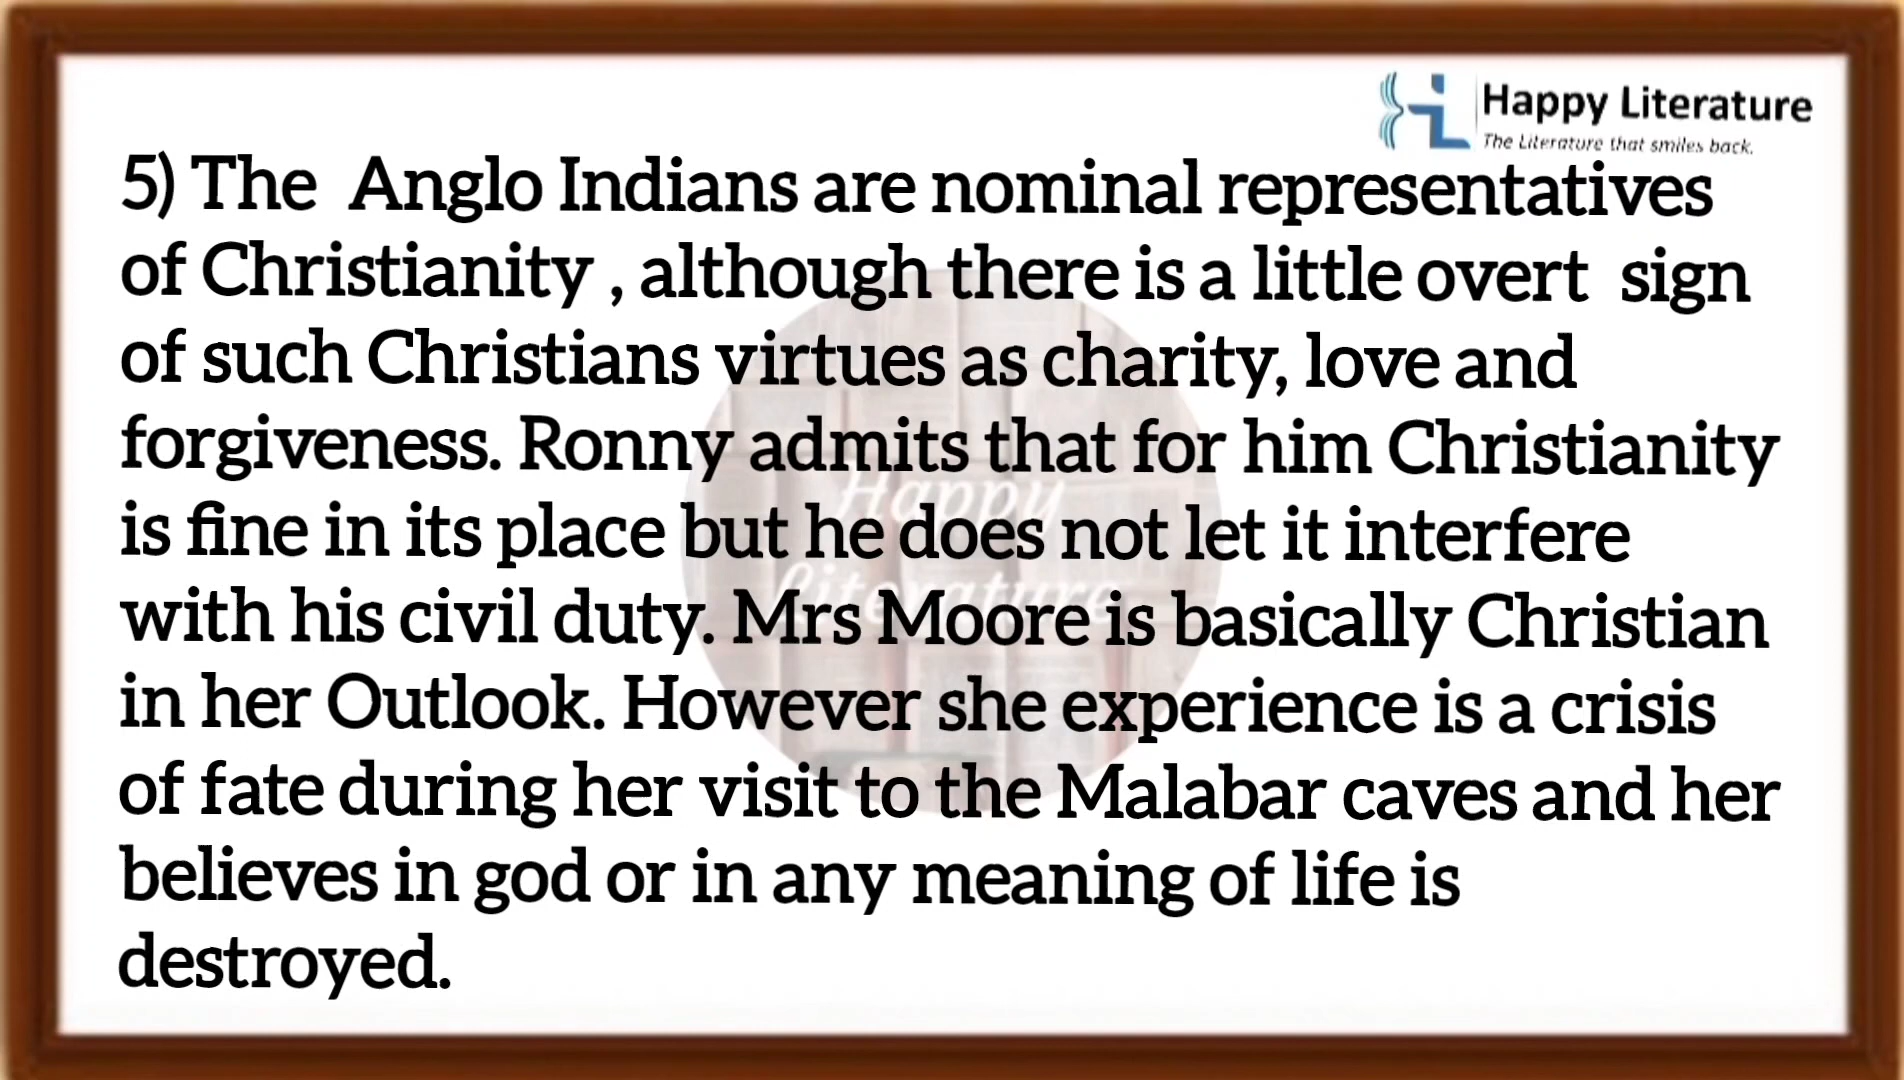 Happy Literature
The Literature that smiles back.
5) The Anglo Indians are nominal representatives
of Christianity , although there is a little overt sign
of such Christians virtues as charity, love and
forgiveness. Ronny admits that for him Christianity
is fine in its place but he does not let it interfere
with his civil duty. Mrs Moore is basically Christian
in her Outlook. However she experience is a crisis
of fate during her visit to the Malabar caves and her
believes in god or in any meaning of life is
destroyed.
Happy
Literature